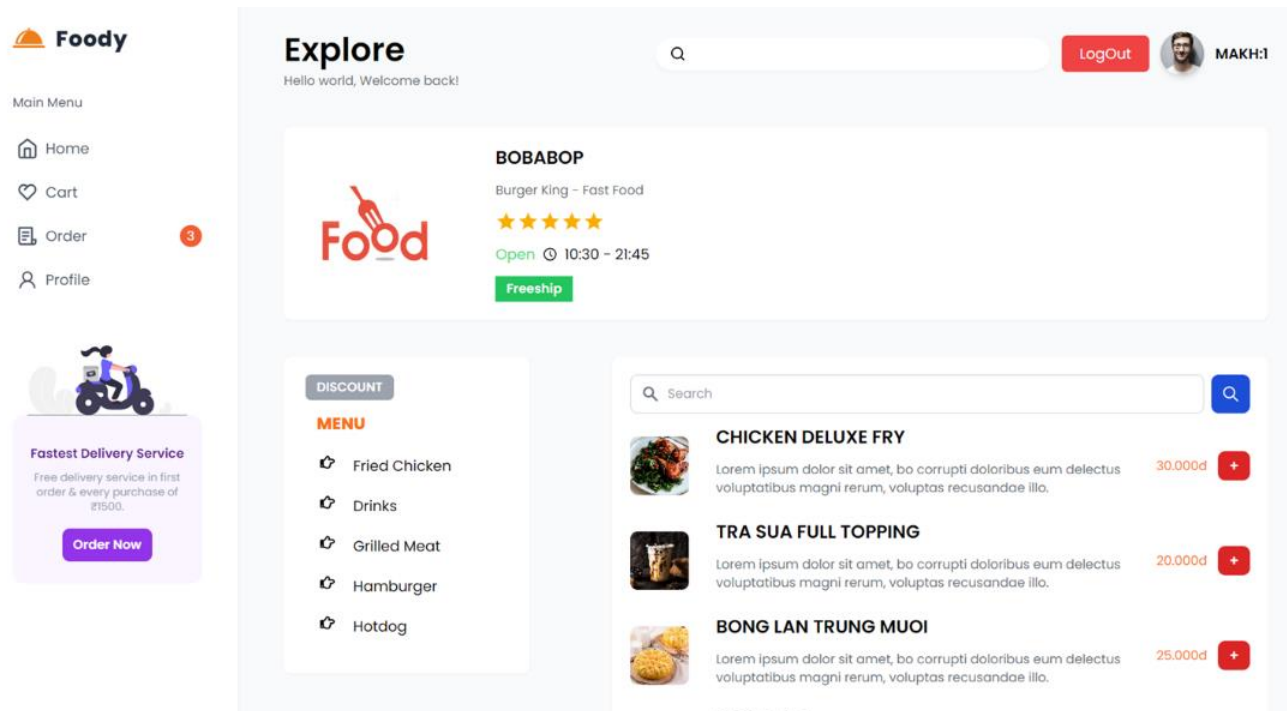 Foody
Main Menu
Home
Cart
Order 3
Profile
Fastest Delivery Service
Free delivery service in first
order & every purchase of
₹1500.
Order Now
Explore
Hello world, Welcome back!
LogOut
MAKH:1
Food
BOBABOP
Burger King - Fast Food
Open 10:30 - 21:45
Freeship
DISCOUNT
MENU
Fried Chicken
Drinks
Grilled Meat
Hamburger
Hotdog
Search
CHICKEN DELUXE FRY
Lorem ipsum dolor sit amet, bo corrupti doloribus eum delectus
voluptatibus magni rerum, voluptas recusandae illo.
30.000đ +
TRA SUA FULL TOPPING
Lorem ipsum dolor sit amet, bo corrupti doloribus eum delectus
voluptatibus magni rerum, voluptas recusandae illo.
20.000đ +
BONG LAN TRUNG MUOI
Lorem ipsum dolor sit amet, bo corrupti doloribus eum delectus
voluptatibus magni rerum, voluptas recusandae illo.
25.000đ +